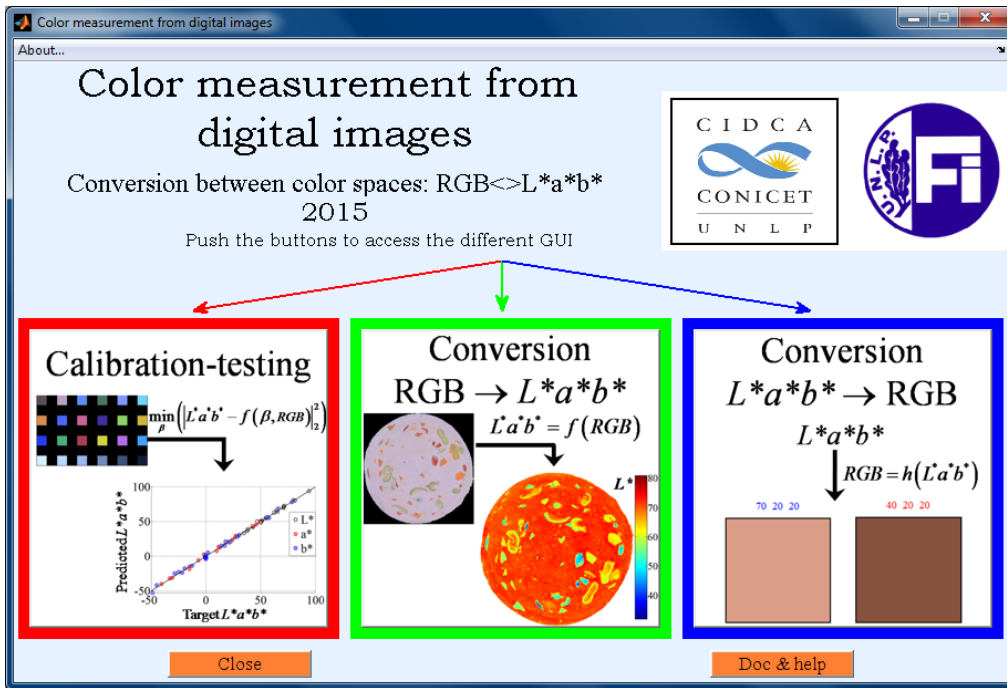 Color measurement from digital images
About...
Color measurement from
digital images
Conversion between color spaces: RGB<>L*a*b*
2015
Push the buttons to access the different GUI
CIDCA
CONICET
UNLP
U.N.L.P.
Fi
Calibration-testing
min β (|L*a*b* − f(β,RGB)|₂²)
Predicted L*a*b*
100
50
0
-50
L*
a*
b*
-50 0 50 100
Target L*a*b*
Conversion
RGB → L*a*b*
L*a*b* = f(RGB)
L*
80
70
60
50
40
Conversion
L*a*b* → RGB
L*a*b*
RGB = h(L*a*b*)
70 20 20
40 20 20
Close
Doc & help